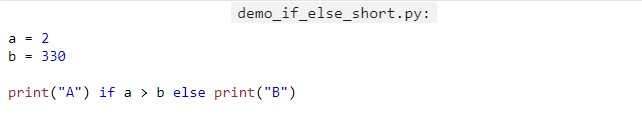 demo_if_else_short.py:
a = 2
b = 330
print("A") if a > b else print("B")